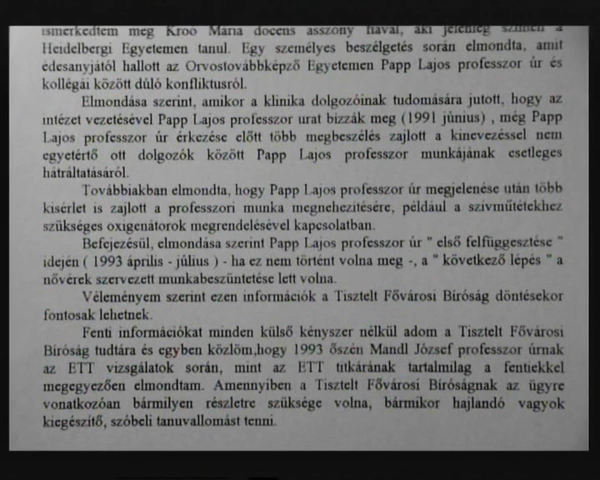 ismerkedtem meg Kroó Mária docens asszony fiával, aki jelenleg szintén a
Heidelbergi Egyetemen tanul. Egy személyes beszélgetés során elmondta, amit
édesanyjától hallott az Orvostovábbképző Egyetemen Papp Lajos professzor úr és
kollégái között dúló konfliktusról.
Elmondása szerint, amikor a klinika dolgozóinak tudomására jutott, hogy az
intézet vezetésével Papp Lajos professzor urat bízzák meg (1991 június) , még Papp
Lajos professzor úr érkezése előtt több megbeszélés zajlott a kinevezéssel nem
egyetértő ott dolgozók között Papp Lajos professzor munkájának esetleges
hátráltatásáról.
Továbbiakban elmondta, hogy Papp Lajos professzor úr megjelenése után több
kisérlet is zajlott a professzori munka megnehezítésére, például a szívműtétekhez
szükséges oxigenátorok megrendelésével kapcsolatban.
Befejezésül, elmondása szerint Papp Lajos professzor úr " első felfüggesztése "
idején ( 1993 április - július ) - ha ez nem történt volna meg -, a " következő lépés " a
nővérek szervezett munkabeszüntetése lett volna.
Véleményem szerint ezen információk a Tisztelt Fővárosi Bíróság döntésekor
fontosak lehetnek.
Fenti információkat minden külső kényszer nélkül adom a Tisztelt Fővárosi
Bíróság tudtára és egyben közlöm,hogy 1993 őszén Mandl József professzor úrnak
az ETT vizsgálatok során, mint az ETT titkárának tartalmilag a fentiekkel
megegyezően elmondtam. Amennyiben a Tisztelt Fővárosi Bíróságnak az ügyre
vonatkozóan bármilyen részletre szüksége volna, bármikor hajlandó vagyok
kiegészítő, szóbeli tanuvallomást tenni.